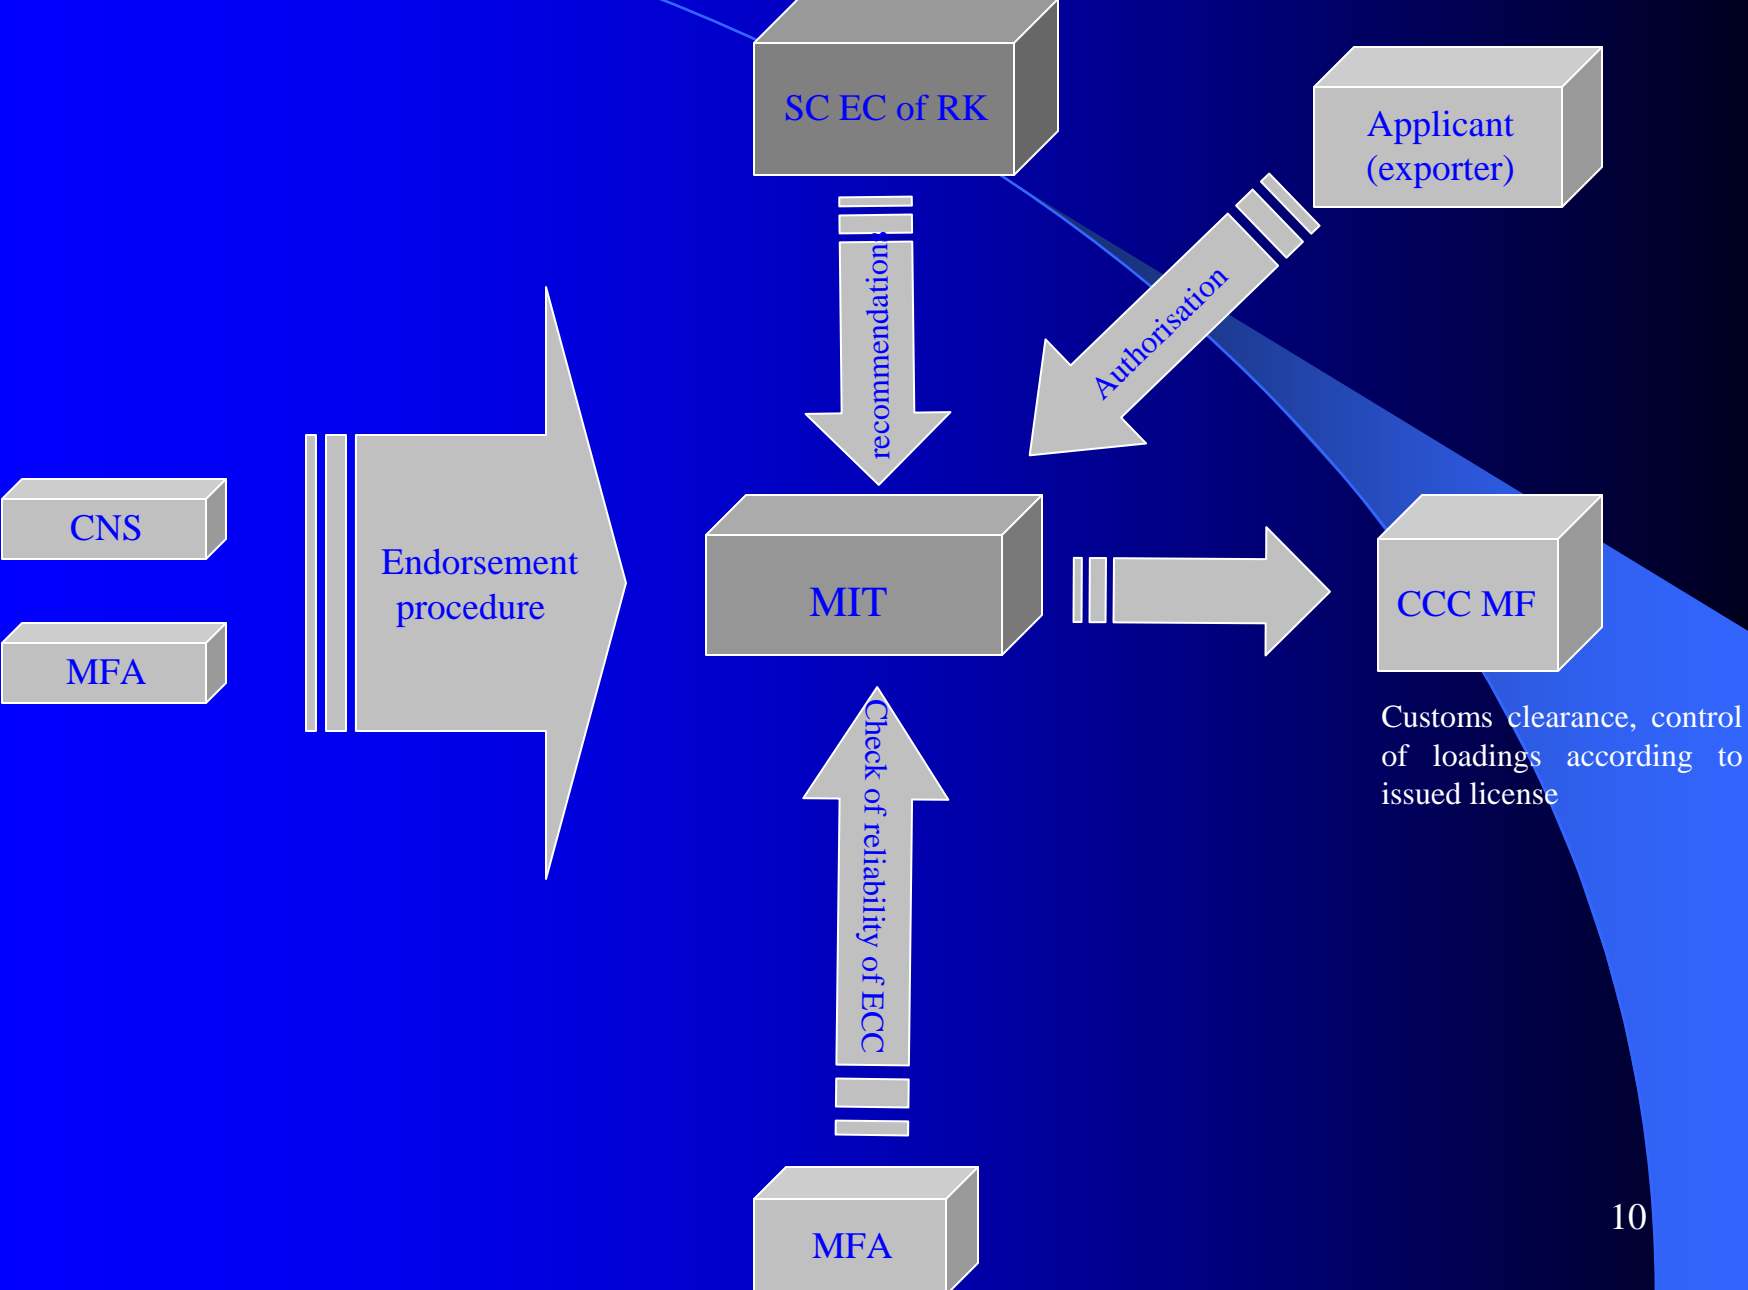 SC EC of RK
Applicant
(exporter)
recommendations
Authorisation
CNS
MFA
Endorsement
procedure
MIT
CCC MF
Customs clearance, control
of loadings according to
issued license
Check of reliability of ECC
MFA
10